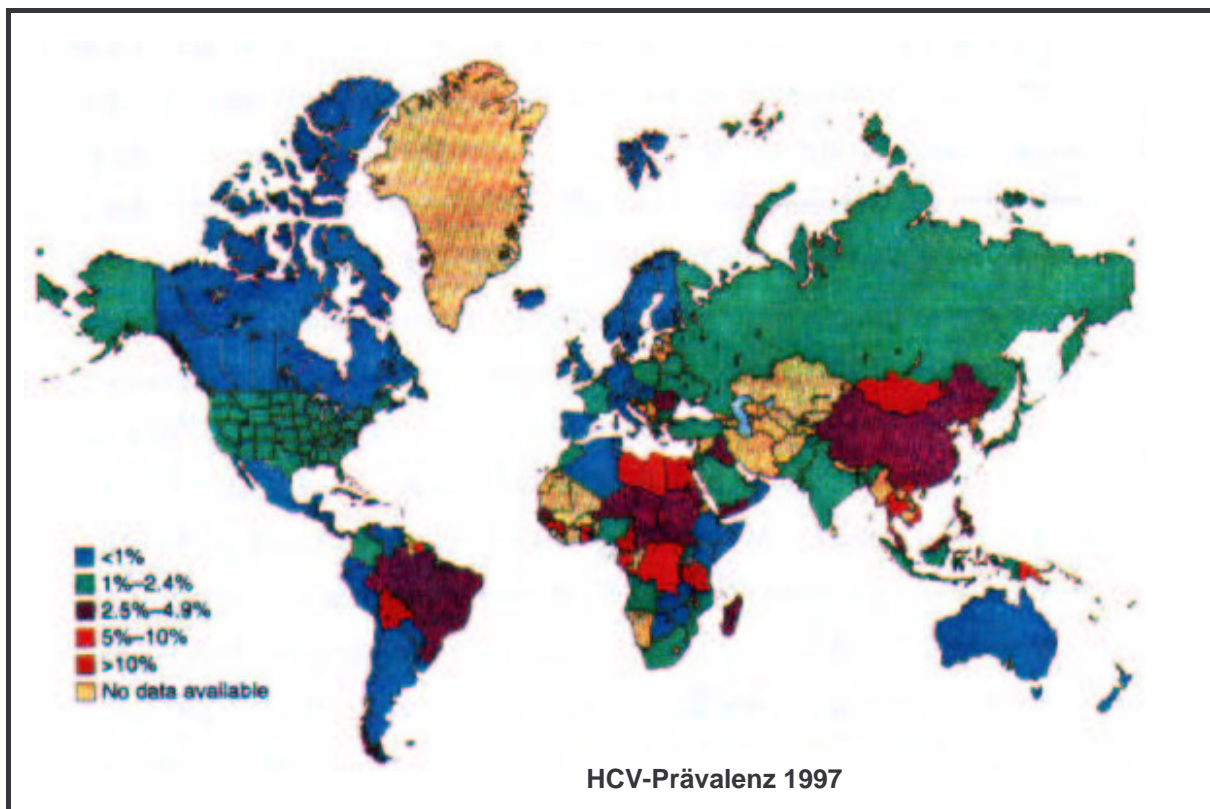 <1%
1%–2.4%
2.5%–4.9%
5%–10%
>10%
No data available
HCV-Prävalenz 1997